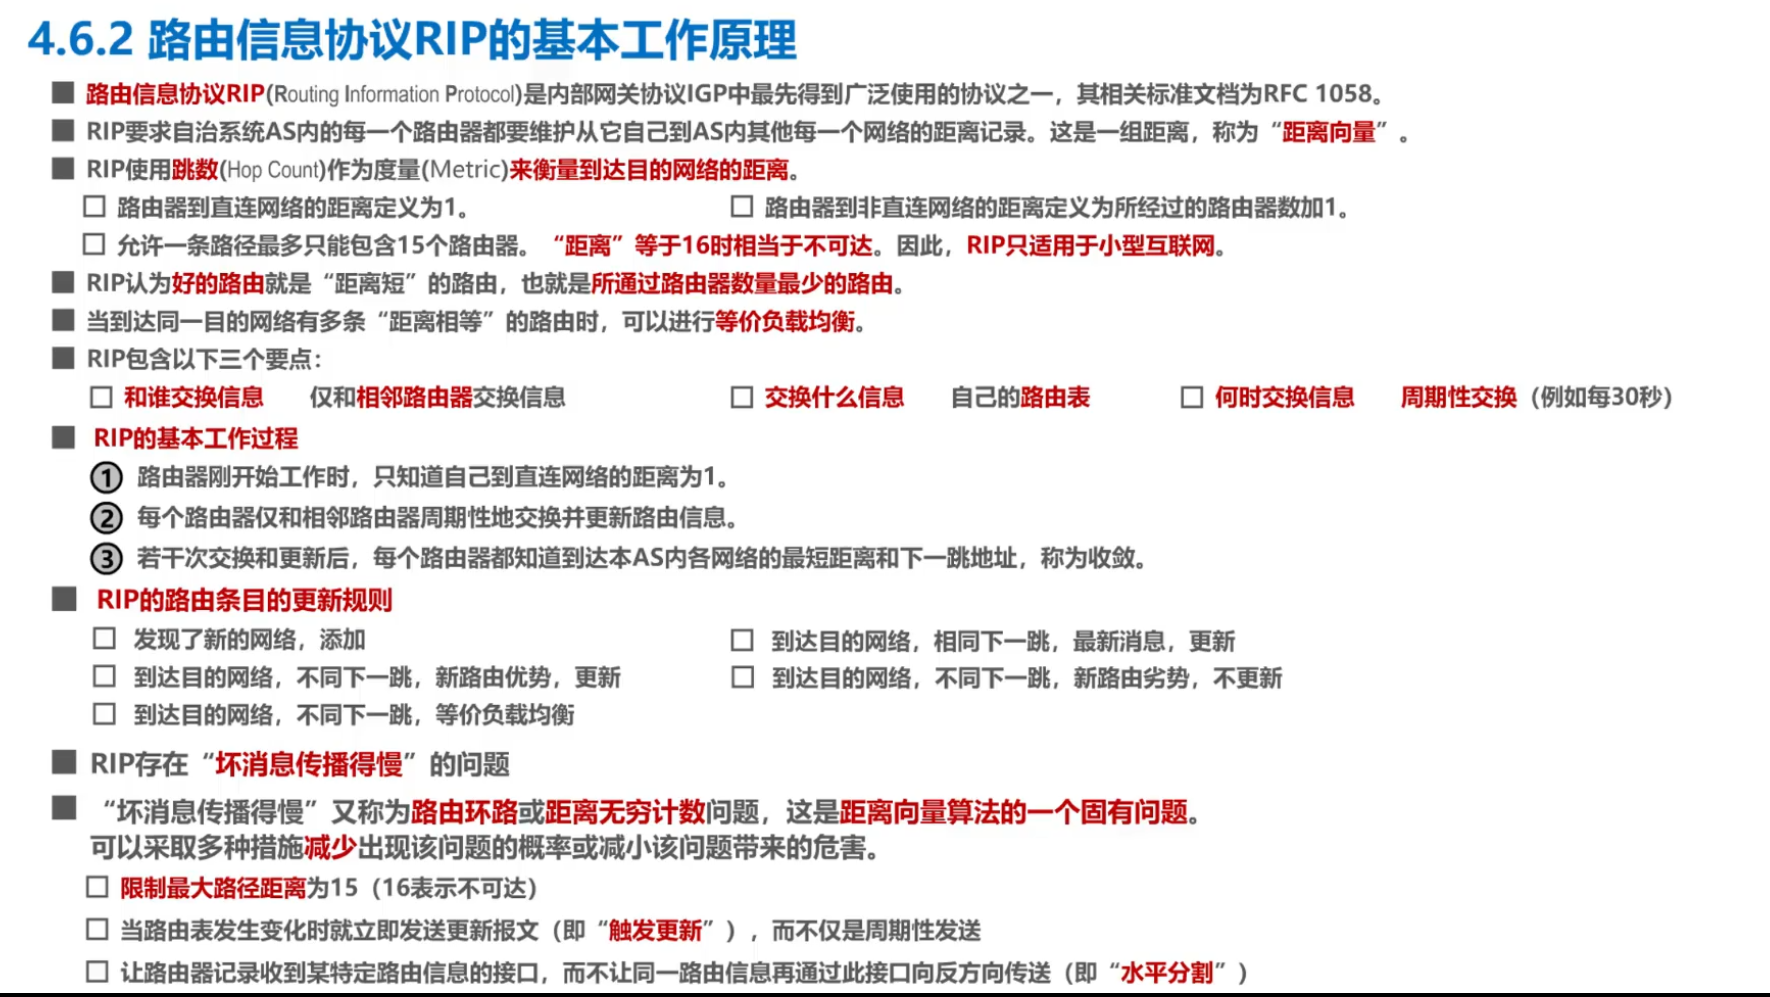 4.6.2 路由信息协议RIP的基本工作原理
路由信息协议RIP(Routing Information Protocol)是内部网关协议IGP中最先得到广泛使用的协议之一，其相关标准文档为RFC 1058。
RIP要求自治系统AS内的每一个路由器都要维护从它自己到AS内其他每一个网络的距离记录。这是一组距离，称为“距离向量”。
RIP使用跳数(Hop Count)作为度量(Metric)来衡量到达目的网络的距离。
路由器到直连网络的距离定义为1。 路由器到非直连网络的距离定义为所经过的路由器数加1。
允许一条路径最多只能包含15个路由器。“距离”等于16时相当于不可达。因此，RIP只适用于小型互联网。
RIP认为好的路由就是“距离短”的路由，也就是所通过路由器数量最少的路由。
当到达同一目的网络有多条“距离相等”的路由时，可以进行等价负载均衡。
RIP包含以下三个要点：
和谁交换信息 仅和相邻路由器交换信息 交换什么信息 自己的路由表 何时交换信息 周期性交换（例如每30秒）
RIP的基本工作过程
① 路由器刚开始工作时，只知道自己到直连网络的距离为1。
② 每个路由器仅和相邻路由器周期性地交换并更新路由信息。
③ 若干次交换和更新后，每个路由器都知道到达本AS内各网络的最短距离和下一跳地址，称为收敛。
RIP的路由条目的更新规则
发现了新的网络，添加 到达目的网络，相同下一跳，最新消息，更新
到达目的网络，不同下一跳，新路由优势，更新 到达目的网络，不同下一跳，新路由劣势，不更新
到达目的网络，不同下一跳，等价负载均衡
RIP存在“坏消息传播得慢”的问题
“坏消息传播得慢”又称为路由环路或距离无穷计数问题，这是距离向量算法的一个固有问题。
可以采取多种措施减少出现该问题的概率或减小该问题带来的危害。
限制最大路径距离为15（16表示不可达）
当路由表发生变化时就立即发送更新报文（即“触发更新”），而不仅是周期性发送
让路由器记录收到某特定路由信息的接口，而不让同一路由信息再通过此接口向反方向传送（即“水平分割”）